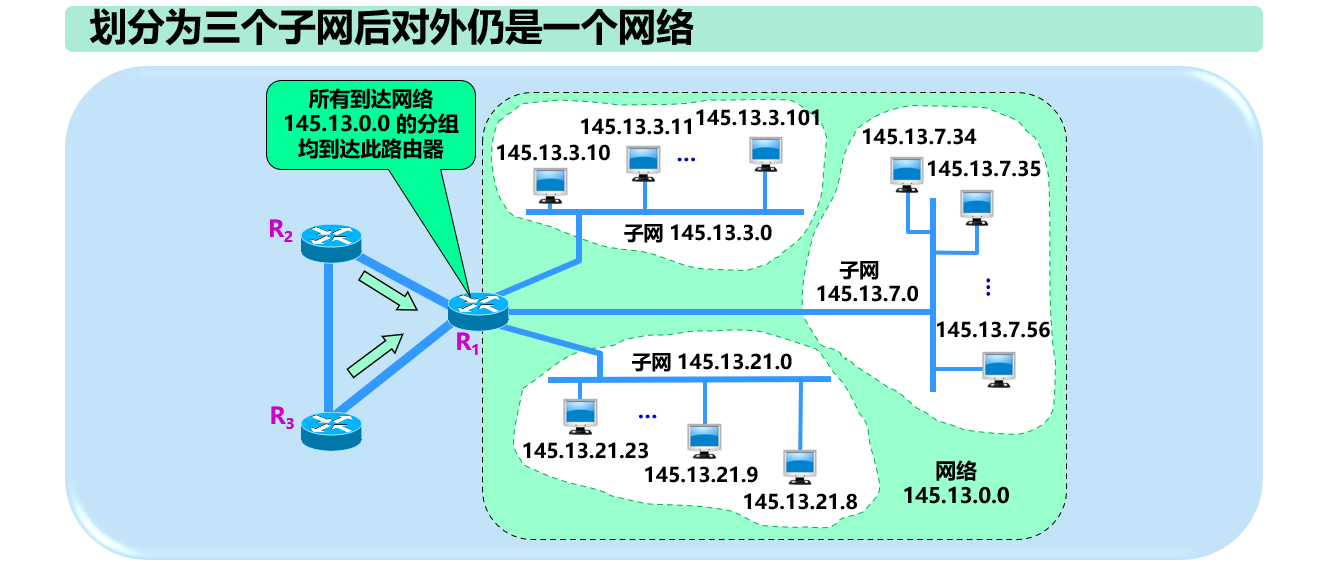 划分为三个子网后对外仍是一个网络
所有到达网络
145.13.0.0 的分组
均到达此路由器
145.13.3.10
145.13.3.11
...
145.13.3.101
子网 145.13.3.0
145.13.7.34
145.13.7.35
...
145.13.7.56
子网
145.13.7.0
R2
R1
R3
子网 145.13.21.0
...
145.13.21.23
145.13.21.9
145.13.21.8
网络
145.13.0.0